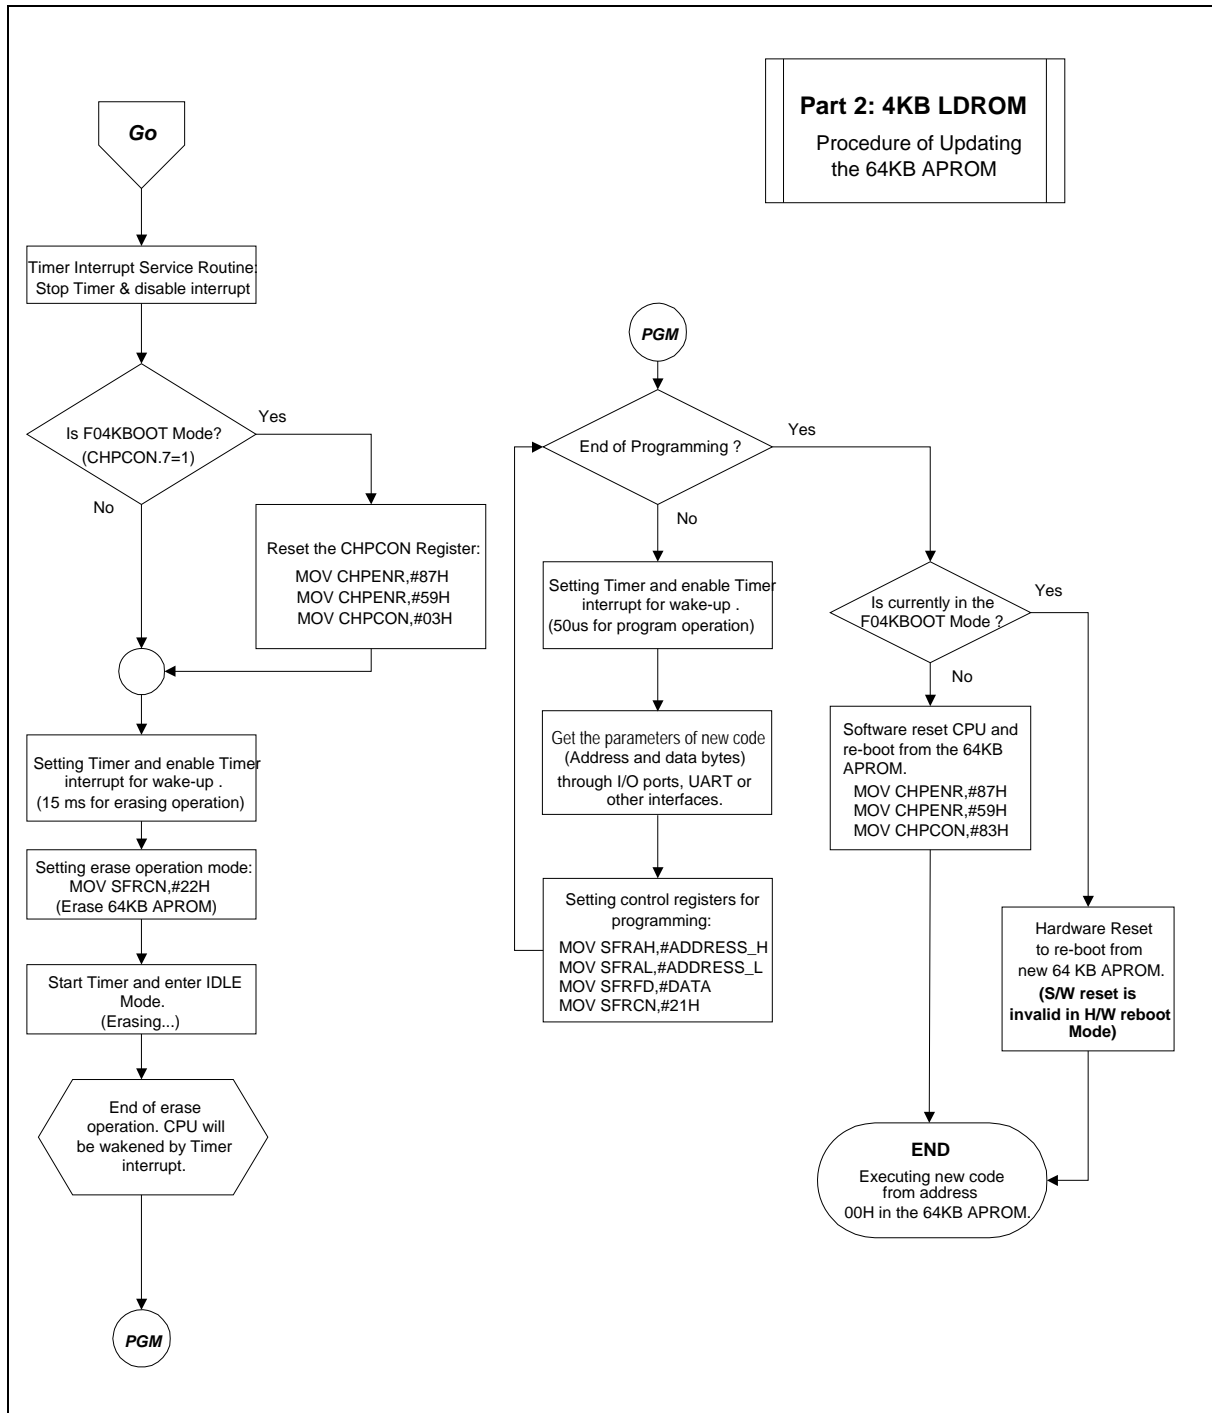 Part 2: 4KB LDROM
Procedure of Updating
the 64KB APROM
Go
Timer Interrupt Service Routine:
Stop Timer & disable interrupt
Is F04KBOOT Mode?
(CHPCON.7=1)
Yes
No
Reset the CHPCON Register:
MOV CHPENR,#87H
MOV CHPENR,#59H
MOV CHPCON,#03H
Setting Timer and enable Timer
interrupt for wake-up .
(15 ms for erasing operation)
Setting erase operation mode:
MOV SFRCN,#22H
(Erase 64KB APROM)
Start Timer and enter IDLE
Mode.
(Erasing...)
End of erase
operation. CPU will
be wakened by Timer
interrupt.
PGM
PGM
End of Programming ?
Yes
No
Setting Timer and enable Timer
interrupt for wake-up .
(50us for program operation)
Get the parameters of new code
(Address and data bytes)
through I/O ports, UART or
other interfaces.
Setting control registers for
programming:
MOV SFRAH,#ADDRESS_H
MOV SFRAL,#ADDRESS_L
MOV SFRFD,#DATA
MOV SFRCN,#21H
Is currently in the
F04KBOOT Mode ?
Yes
No
Software reset CPU and
re-boot from the 64KB
APROM.
MOV CHPENR,#87H
MOV CHPENR,#59H
MOV CHPCON,#83H
Hardware Reset
to re-boot from
new 64 KB APROM.
(S/W reset is
invalid in H/W reboot
Mode)
END
Executing new code
from address
00H in the 64KB APROM.